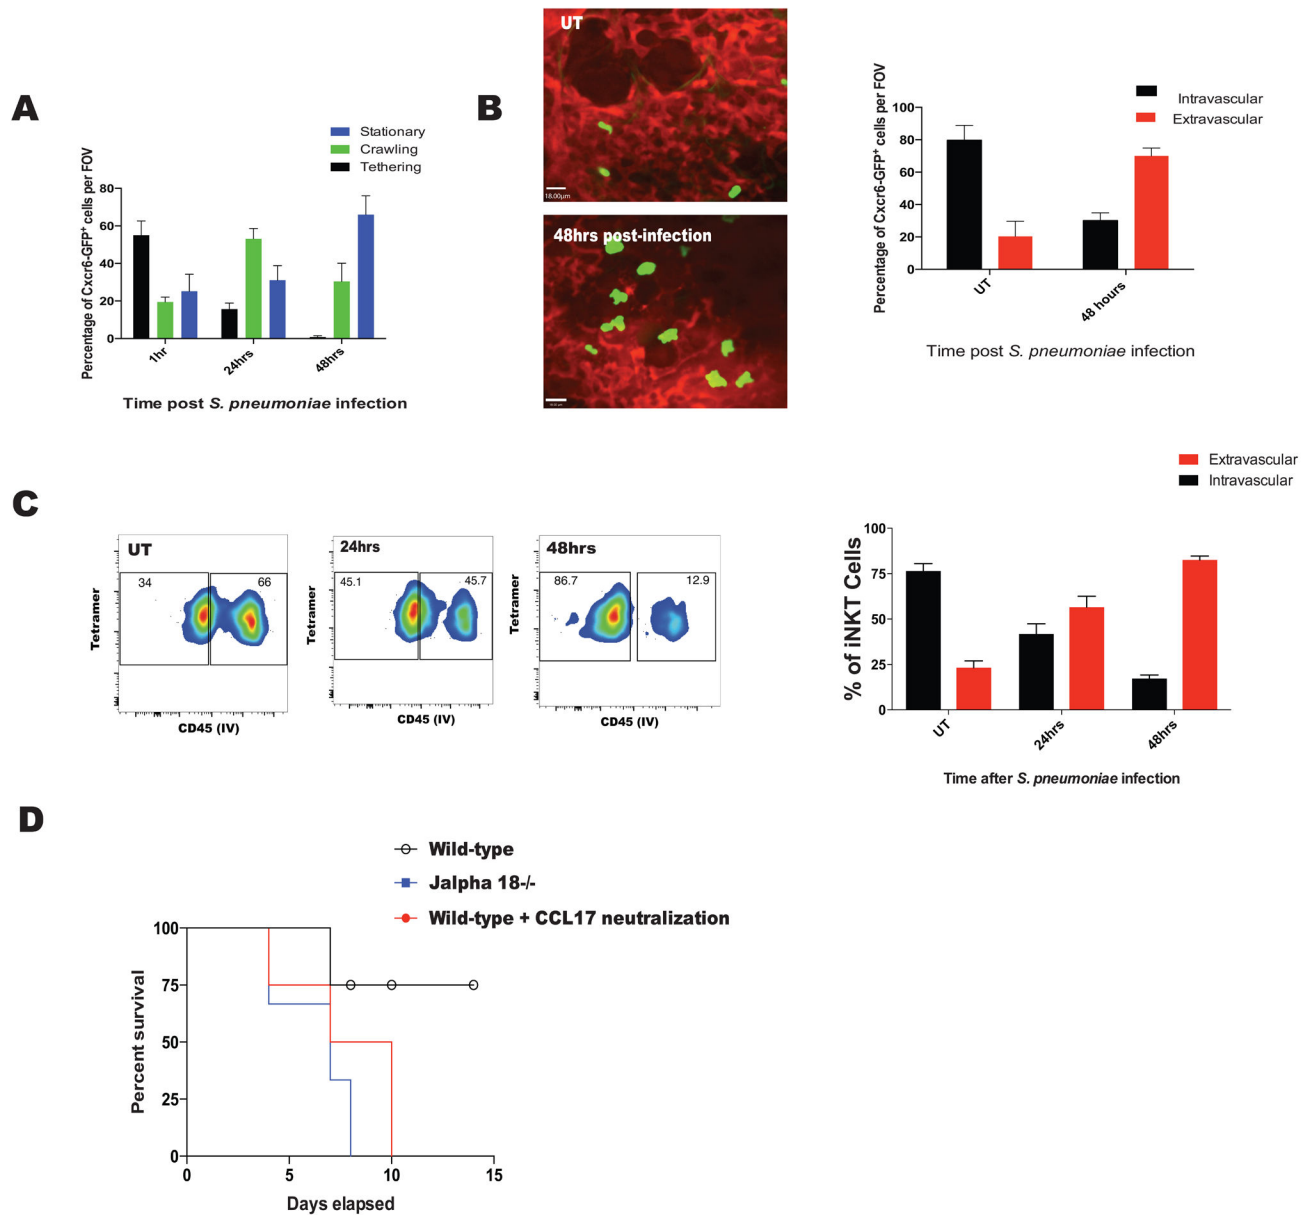 A
Stationary
Crawling
Tethering
Percentage of Cxcr6-GFP+ cells per FOV
80
60
40
20
0
1hr
24hrs
48hrs
Time post S. pneumoniae infection
B
UT
18.00µm
48hrs post-infection
Intravascular
Extravascular
Percentage of Cxcr6-GFP+ cells per FOV
100
80
60
40
20
0
UT
48 hours
Time post S. pneumoniae infection
C
UT
34
66
Tetramer
CD45 (IV)
24hrs
45.1
45.7
Tetramer
CD45 (IV)
48hrs
86.7
12.9
Tetramer
CD45 (IV)
Extravascular
Intravascular
% of iNKT Cells
100
75
50
25
0
UT
24hrs
48hrs
Time after S. pneumoniae infection
D
Wild-type
Jalpha 18-/-
Wild-type + CCL17 neutralization
Percent survival
100
75
50
25
0
0
5
10
15
Days elapsed